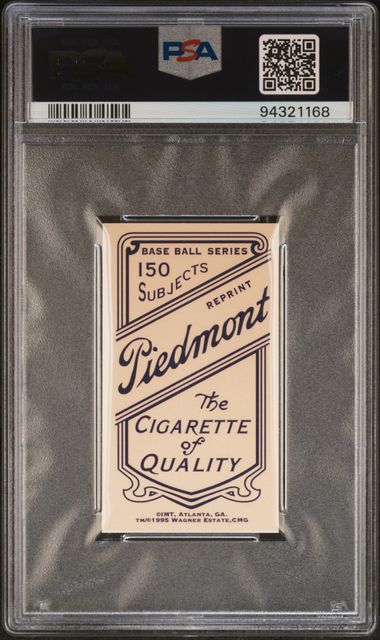 PSA
PSA
94321168
BASE BALL SERIES
150
SUBJECTS
REPRINT
Piedmont
The
CIGARETTE
of
QUALITY
©IMT, ATLANTA, GA.
TM/©1995 WAGNER ESTATE,CMG